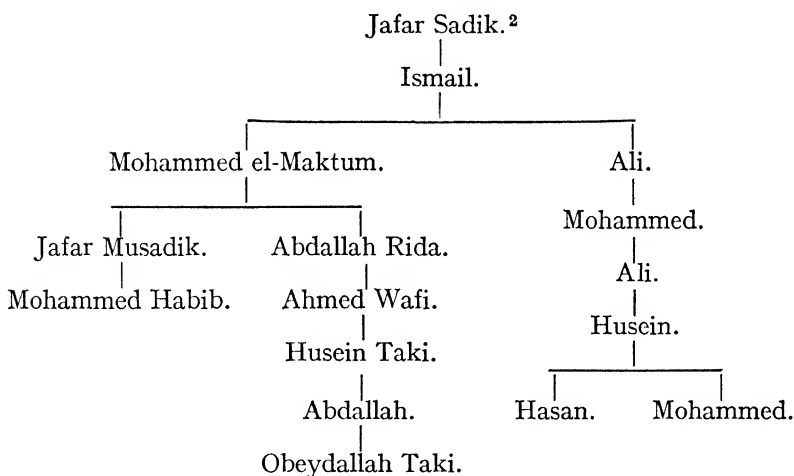 Jafar Sadik.²
Ismail.
Mohammed el-Maktum. Ali.
Mohammed.
Jafar Musadik. Abdallah Rida.
Ali.
Mohammed Habib. Ahmed Wafi.
Husein.
Husein Taki.
Abdallah. Hasan. Mohammed.
Obeydallah Taki.